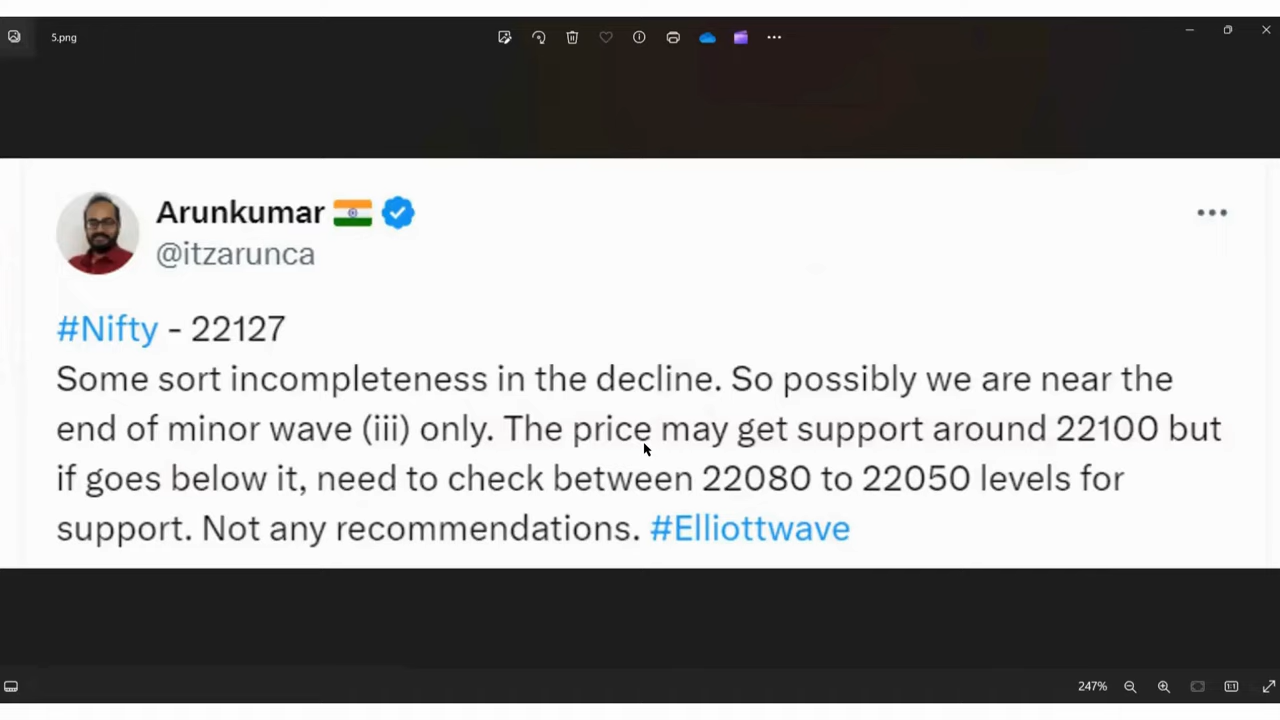 5.png
Arunkumar
@itzarunca
#Nifty - 22127
Some sort incompleteness in the decline. So possibly we are near the
end of minor wave (iii) only. The price may get support around 22100 but
if goes below it, need to check between 22080 to 22050 levels for
support. Not any recommendations. #Elliottwave
247%